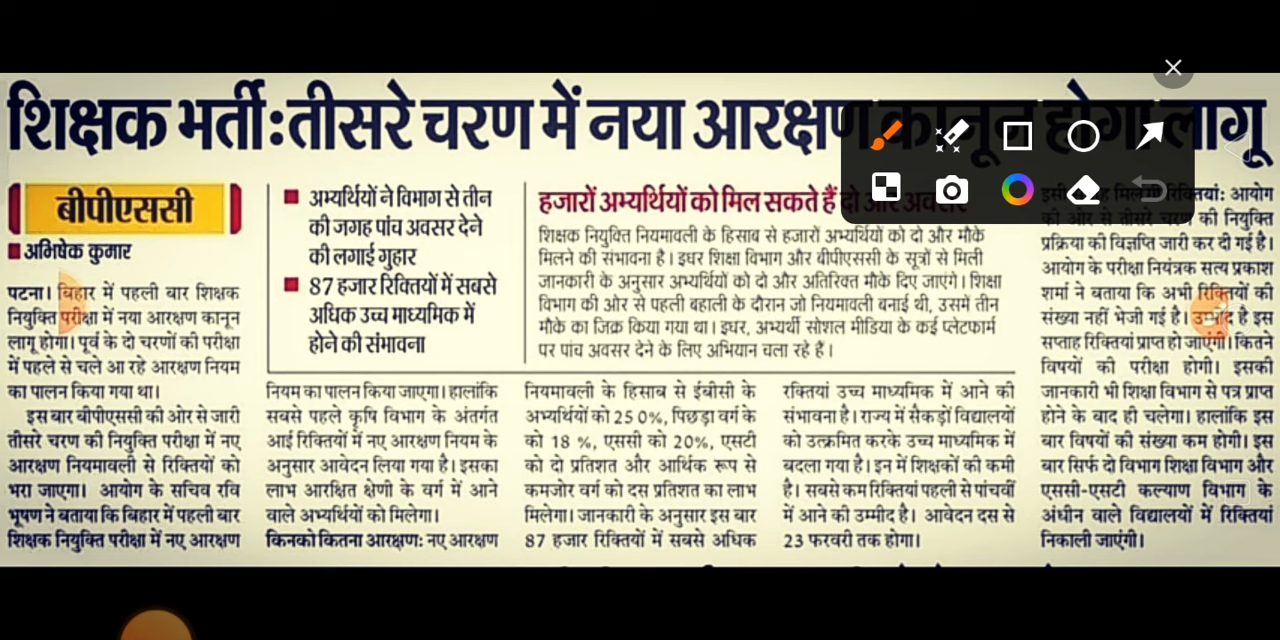 शिक्षक भर्ती:तीसरे चरण में नया आरक्षण कानून होगा लागू
बीपीएससी
अभिषेक कुमार
पटना। बिहार में पहली बार शिक्षक
नियुक्ति परीक्षा में नया आरक्षण कानून
लागू होगा। पूर्व के दो चरणों की परीक्षा
में पहले से चले आ रहे आरक्षण नियम
का पालन किया गया था।
इस बार बीपीएससी की ओर से जारी
तीसरे चरण की नियुक्ति परीक्षा में नए
आरक्षण नियमावली से रिक्तियों को
भरा जाएगा। आयोग के सचिव रवि
भूषण ने बताया कि बिहार में पहली बार
शिक्षक नियुक्ति परीक्षा में नए आरक्षण
अभ्यर्थियों ने विभाग से तीन
की जगह पांच अवसर देने
की लगाई गुहार
87 हजार रिक्तियों में सबसे
अधिक उच्च माध्यमिक में
होने की संभावना
हजारों अभ्यर्थियों को मिल सकते हैं दो और अवसर
शिक्षक नियुक्ति नियमावली के हिसाब से हजारों अभ्यर्थियों को दो और मौके
मिलने की संभावना है। इधर शिक्षा विभाग और बीपीएससी के सूत्रों से मिली
जानकारी के अनुसार अभ्यर्थियों को दो और अतिरिक्त मौके दिए जाएंगे। शिक्षा
विभाग की ओर से पहली बहाली के दौरान जो नियमावली बनाई थी, उसमें तीन
मौके का जिक्र किया गया था। इधर, अभ्यर्थी सोशल मीडिया के कई प्लेटफार्म
पर पांच अवसर देने के लिए अभियान चला रहे हैं।
नियम का पालन किया जाएगा। हालांकि
सबसे पहले कृषि विभाग के अंतर्गत
आई रिक्तियों में नए आरक्षण नियम के
अनुसार आवेदन लिया गया है। इसका
लाभ आरक्षित क्षेणी के वर्ग में आने
वाले अभ्यर्थियों को मिलेगा।
किनको कितना आरक्षण: नए आरक्षण
नियमावली के हिसाब से ईबीसी के
अभ्यर्थियों को 25 0%, पिछड़ा वर्ग के
को 18 %, एससी को 20%, एसटी
को दो प्रतिशत और आर्थिक रूप से
कमजोर वर्ग को दस प्रतिशत का लाभ
मिलेगा। जानकारी के अनुसार इस बार
87 हजार रिक्तियों में सबसे अधिक
रक्तियां उच्च माध्यमिक में आने की
संभावना है। राज्य में सैकड़ों विद्यालयों
को उत्क्रमित करके उच्च माध्यमिक में
बदला गया है। इन में शिक्षकों की कमी
है। सबसे कम रिक्तियां पहली से पांचवीं
में आने की उम्मीद है। आवेदन दस से
23 फरवरी तक होगा।
इसी मिलेंगी रिक्तियां: आयोग
की ओर से तीसरे चरण की नियुक्ति
प्रक्रिया की विज्ञप्ति जारी कर दी गई है।
आयोग के परीक्षा नियंत्रक सत्य प्रकाश
शर्मा ने बताया कि अभी रिक्तियों की
संख्या नहीं भेजी गई है। उम्मीद है इस
सप्ताह रिक्तियां प्राप्त हो जाएंगी। कितने
विषयों की परीक्षा होगी। इसकी
जानकारी भी शिक्षा विभाग से पत्र प्राप्त
होने के बाद ही चलेगा। हालांकि इस
बार विषयों की संख्या कम होगी। इस
बार सिर्फ दो विभाग शिक्षा विभाग और
एससी-एसटी कल्याण विभाग के
अंधीन वाले विद्यालयों में रिक्तियां
निकाली जाएंगी।